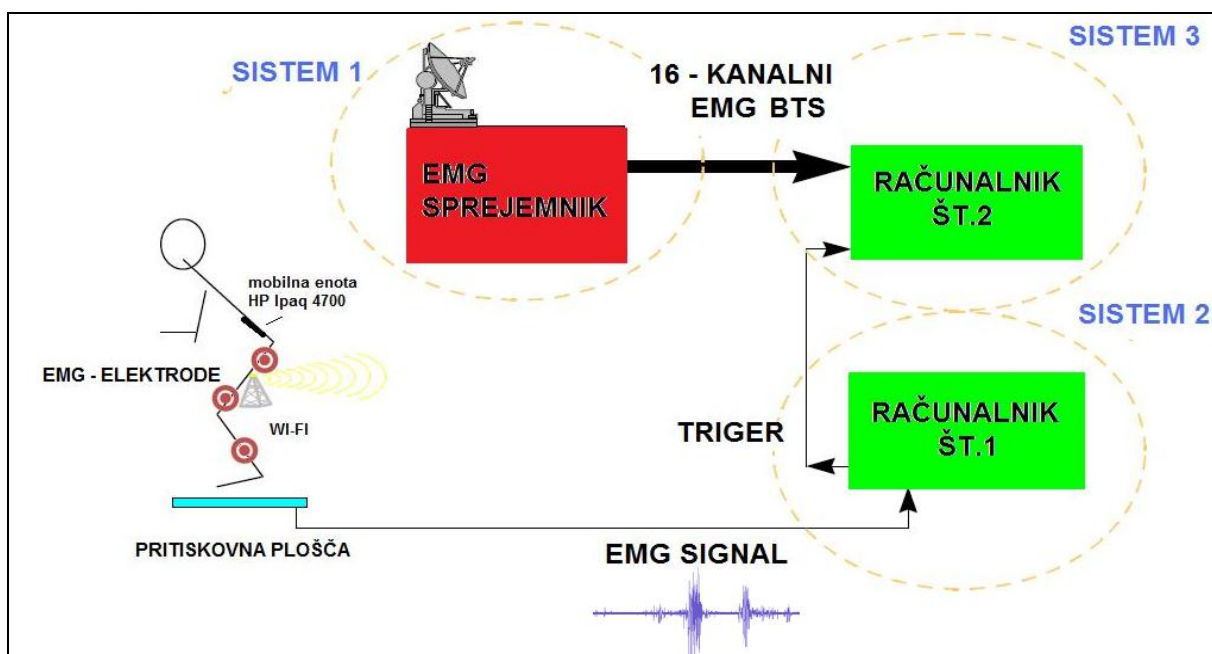 SISTEM 1
16 - KANALNI
EMG BTS
SISTEM 3
EMG
SPREJEMNIK
RAČUNALNIK
ŠT.2
mobilna enota
HP Ipaq 4700
EMG - ELEKTRODE
WI-FI
SISTEM 2
TRIGER
RAČUNALNIK
ŠT.1
PRITISKOVNA PLOŠČA
EMG SIGNAL